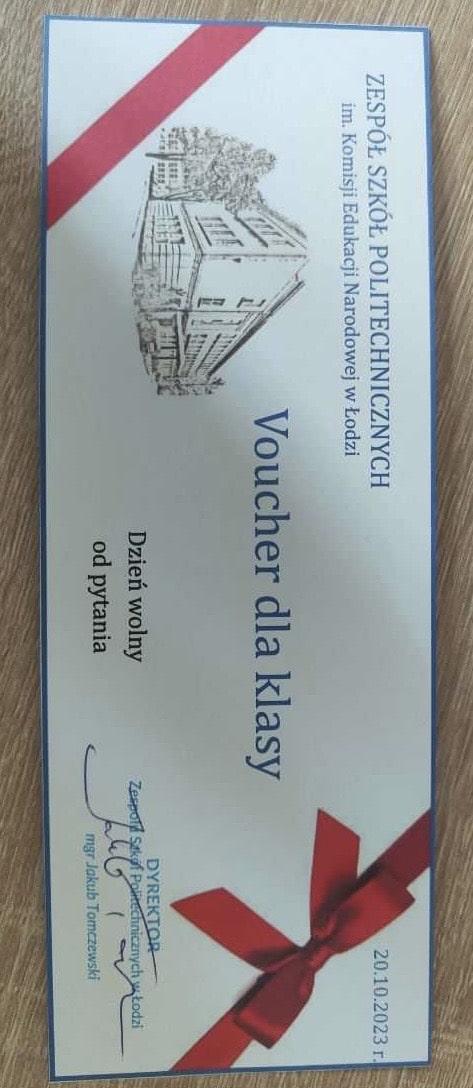 ZESPÓŁ SZKÓŁ POLITECHNICZNYCH
im. Komisji Edukacji Narodowej w Łodzi
20.10.2023 r.
Voucher dla klasy
Dzień wolny
od pytania
DYREKTOR
Zespołu Szkół Politechnicznych w Łodzi
mgr Jakub Tomczewski